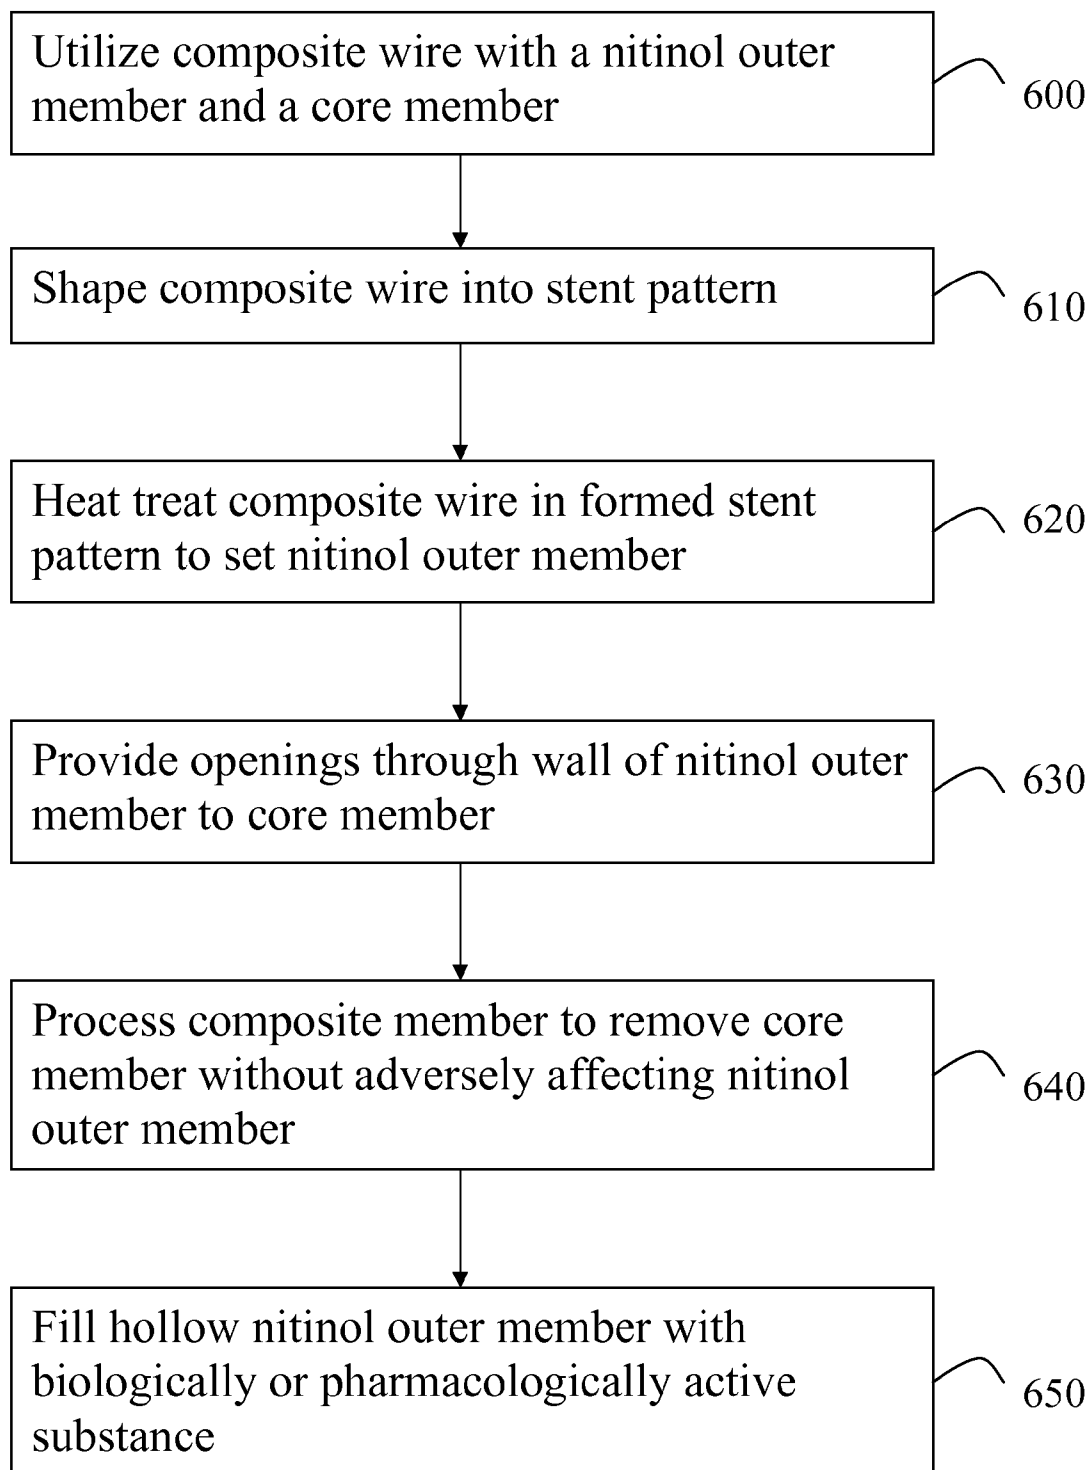 Utilize composite wire with a nitinol outer
member and a core member
600
Shape composite wire into stent pattern
610
Heat treat composite wire in formed stent
pattern to set nitinol outer member
620
Provide openings through wall of nitinol outer
member to core member
630
Process composite member to remove core
member without adversely affecting nitinol
outer member
640
Fill hollow nitinol outer member with
biologically or pharmacologically active
substance
650